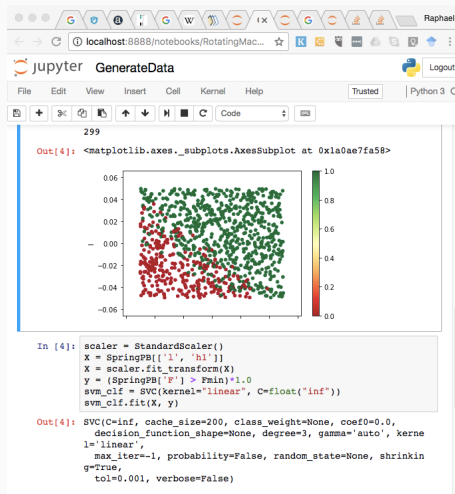 Raphael
localhost:8888/notebooks/RotatingMac...
jupyter GenerateData
Logout
File Edit View Insert Cell Kernel Help
Trusted
Python 3
Code
299
Out[4]: <matplotlib.axes._subplots.AxesSubplot at 0x1a0ae7fa58>
0.06
0.04
0.02
0.00
−0.02
−0.04
−0.06
l
1.0
0.8
0.6
0.4
0.2
0.0
In [4]: scaler = StandardScaler()
X = SpringPB[['l', 'h1']]
X = scaler.fit_transform(X)
y = (SpringPB['F'] > Fmin)*1.0
svm_clf = SVC(kernel="linear", C=float("inf"))
svm_clf.fit(X, y)
Out[4]: SVC(C=inf, cache_size=200, class_weight=None, coef0=0.0,
decision_function_shape=None, degree=3, gamma='auto', kerne
l='linear',
max_iter=-1, probability=False, random_state=None, shrinkin
g=True,
tol=0.001, verbose=False)